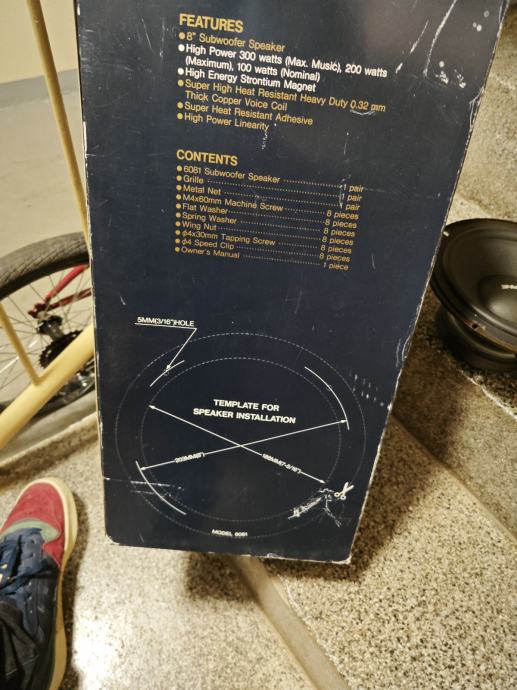 FEATURES
●8" Subwoofer Speaker
●High Power 300 watts (Max. Music), 200 watts
(Maximum), 100 watts (Nominal)
●High Energy Strontium Magnet
●Super High Heat Resistant Heavy Duty 0.32 mm
Thick Copper Voice Coil
●Super Heat Resistant Adhesive
●High Power Linearity
CONTENTS
●6081 Subwoofer Speaker 1 pair
●Grille 1 pair
●Metal Net 1 pair
●M4x60mm Machine Screw 8 pieces
●Flat Washer 8 pieces
●Spring Washer 8 pieces
●Wing Nut 8 pieces
●φ4x30mm Tapping Screw 8 pieces
●φ4 Speed Clip 8 pieces
●Owner's Manual 1 piece
5MM(3/16")HOLE
TEMPLATE FOR
SPEAKER INSTALLATION
203MM(8")
MODEL 6081